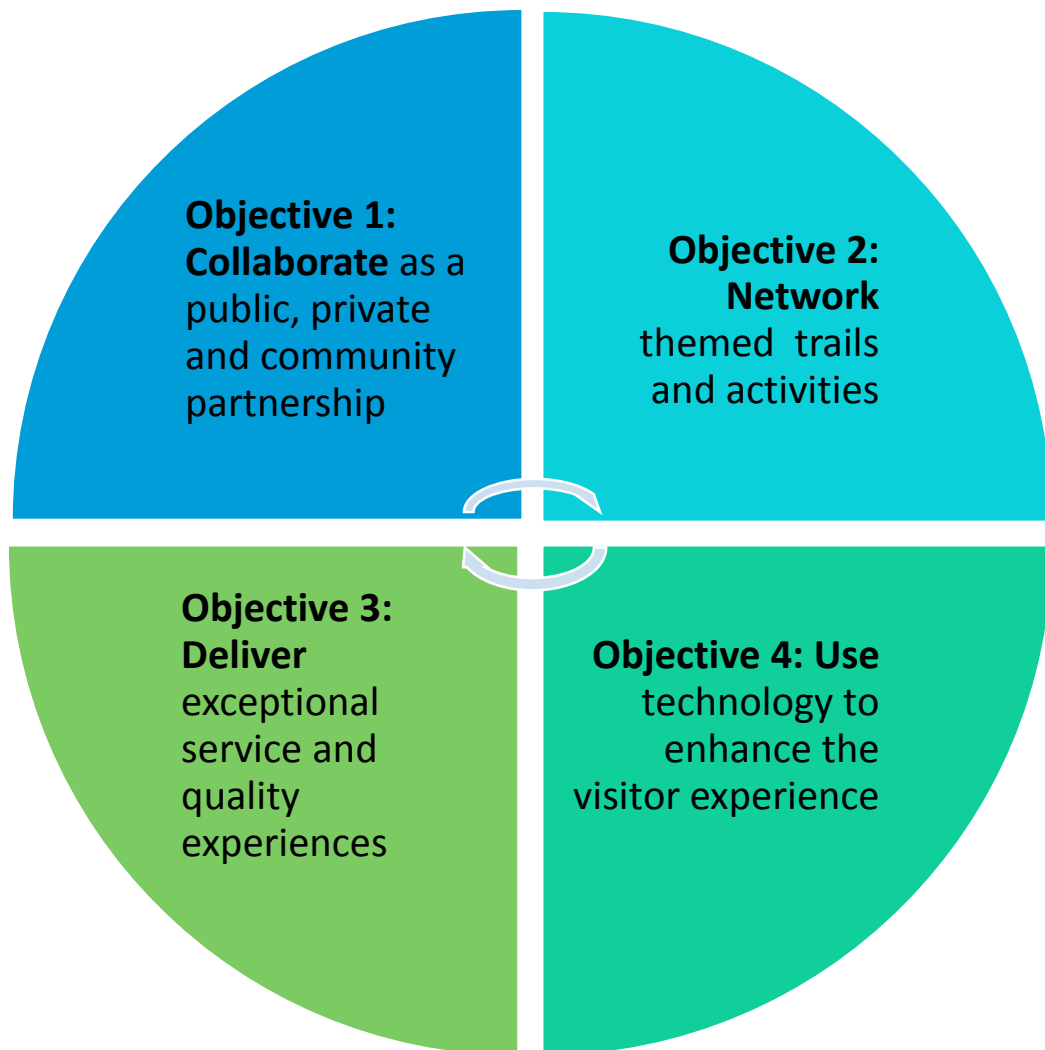 Objective 1:
Collaborate as a
public, private
and community
partnership
Objective 2:
Network
themed  trails
and activities
Objective 3:
Deliver
exceptional
service and
quality
experiences
Objective 4: Use
technology to
enhance the
visitor experience